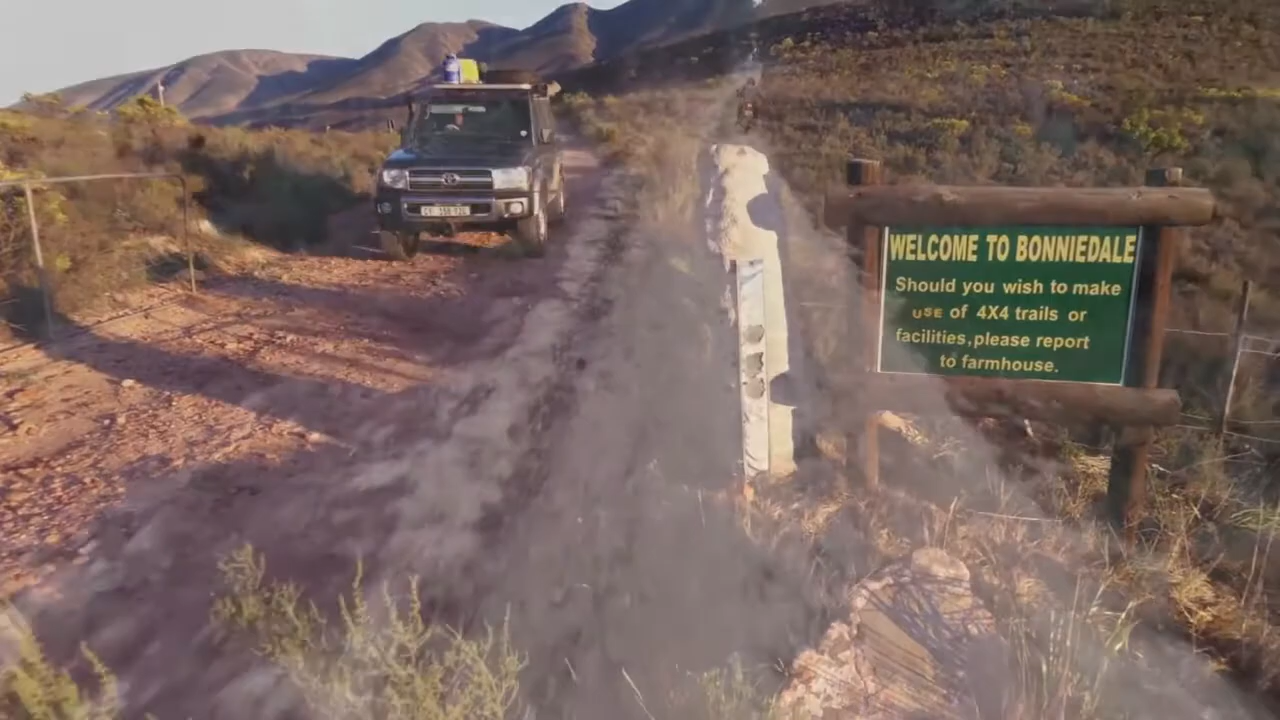 WELCOME TO BONNIEDALE
Should you wish to make
USE of 4X4 trails or
facilities,please report
to farmhouse.